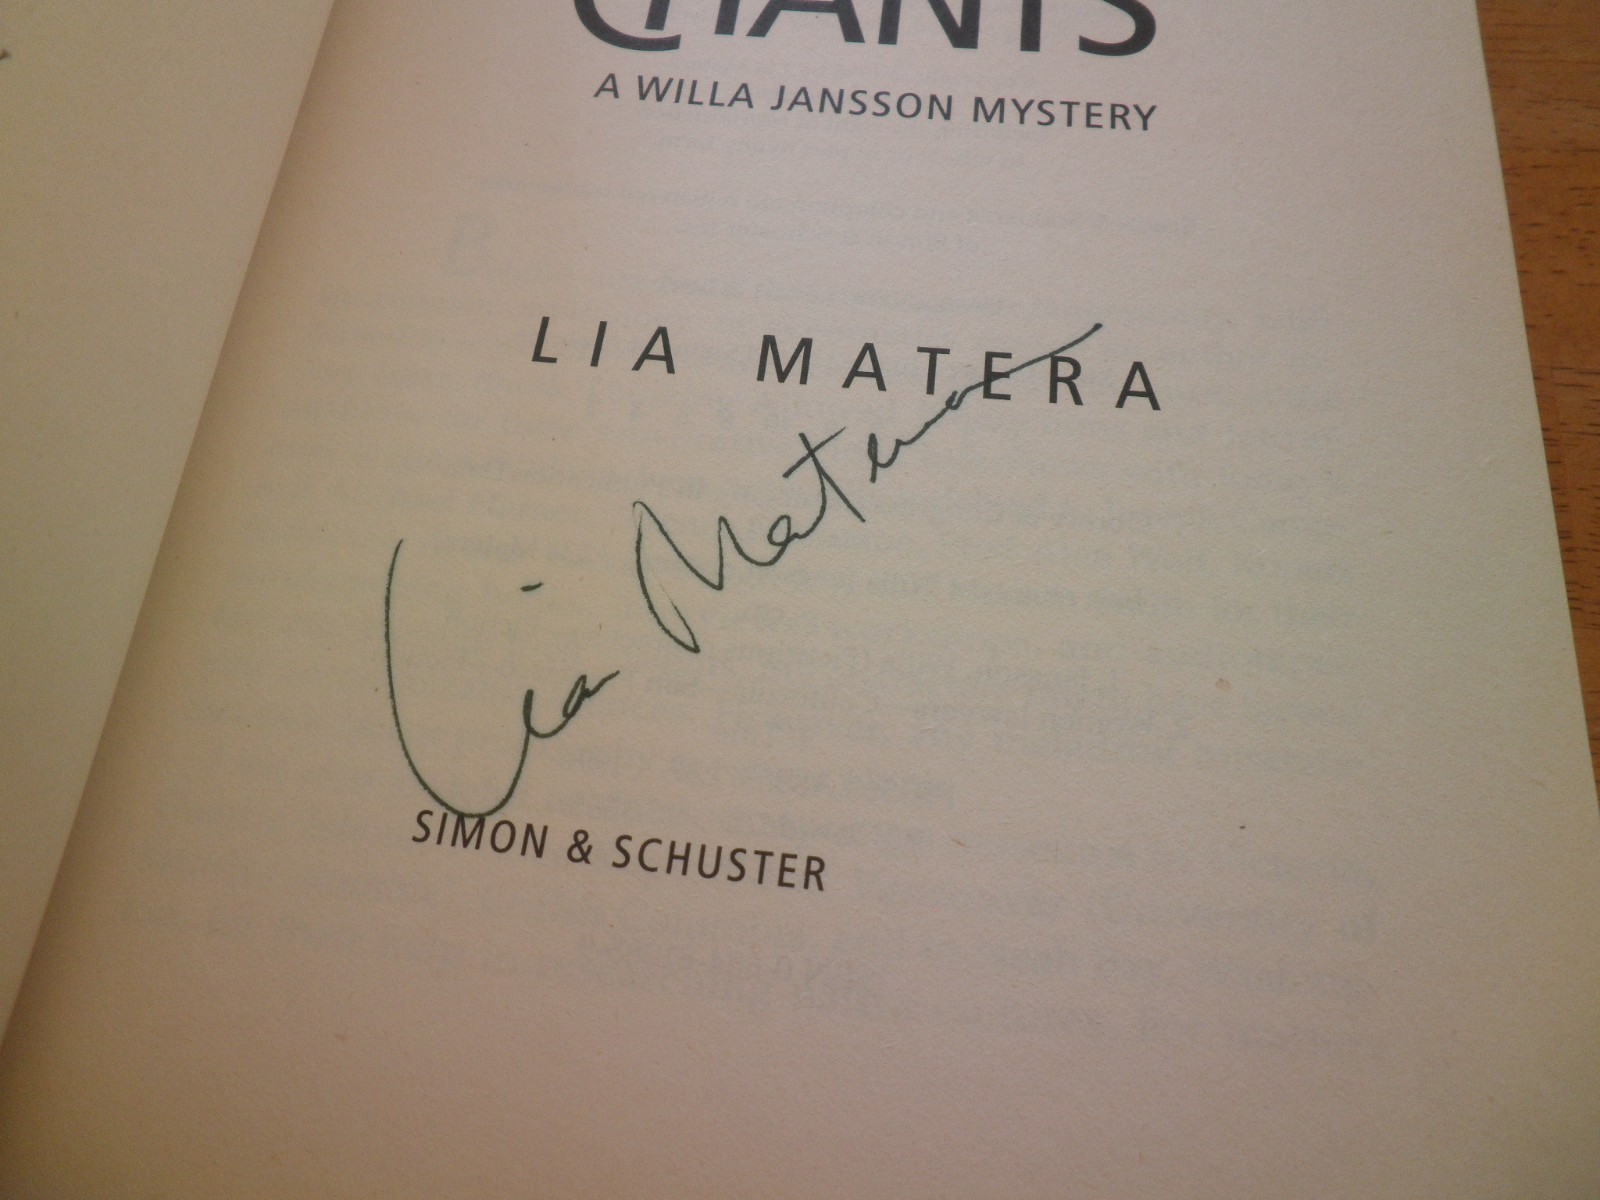 CHANTS
A WILLA JANSSON MYSTERY
LIA MATERA
Lia Matera
SIMON & SCHUSTER